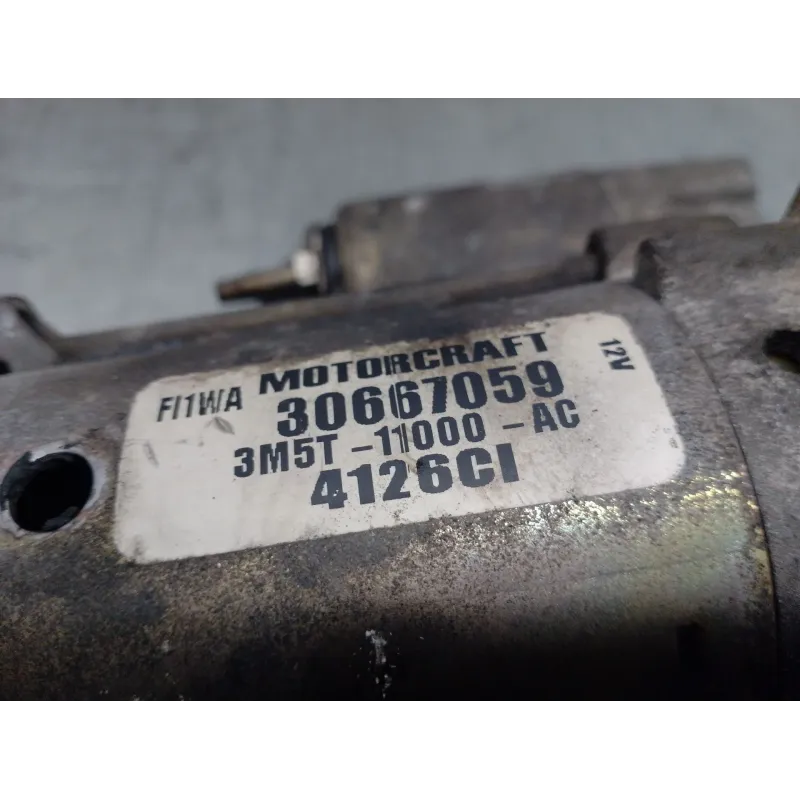 MOTORCRAFT
FI1WA 30667059
3M5T-11000-AC
4126CI
12V